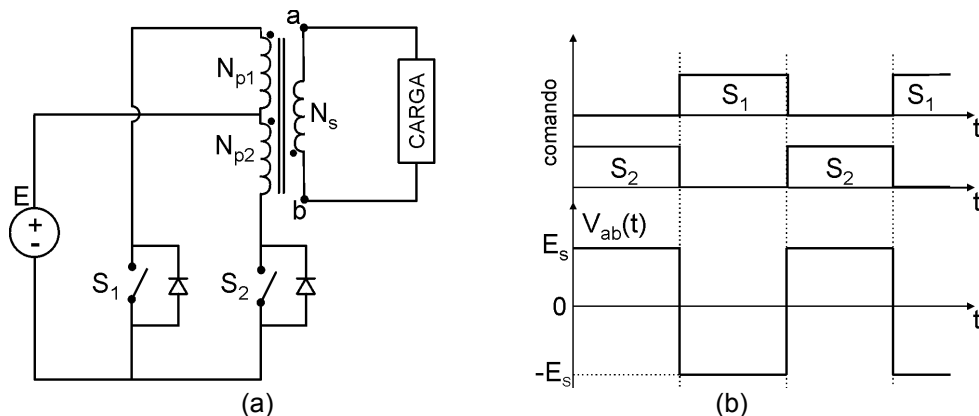 a
Np1
Ns
CARGA
Np2
b
E
+
-
S1
S2
(a)
comando
S1
S1
t
S2
S2
t
Vab(t)
Es
0
t
-Es
(b)